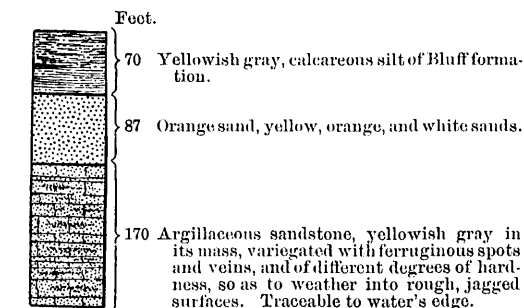 Feet.
70 Yellowish gray, calcareous silt of Bluff forma-
tion.
87 Orange sand, yellow, orange, and white sands.
170 Argillaceous sandstone, yellowish gray in
its mass, variegated with ferruginous spots
and veins, and of different degrees of hard-
ness, so as to weather into rough, jagged
surfaces. Traceable to water's edge.